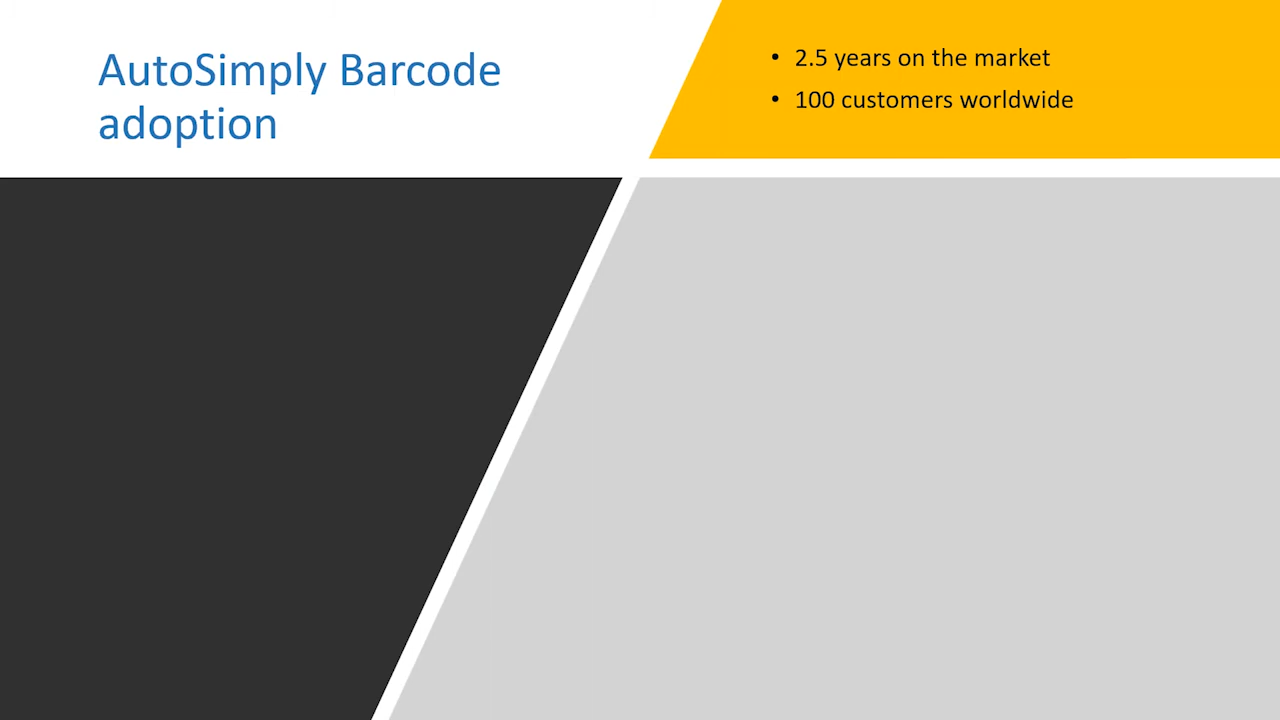 AutoSimply Barcode
adoption
• 2.5 years on the market
• 100 customers worldwide